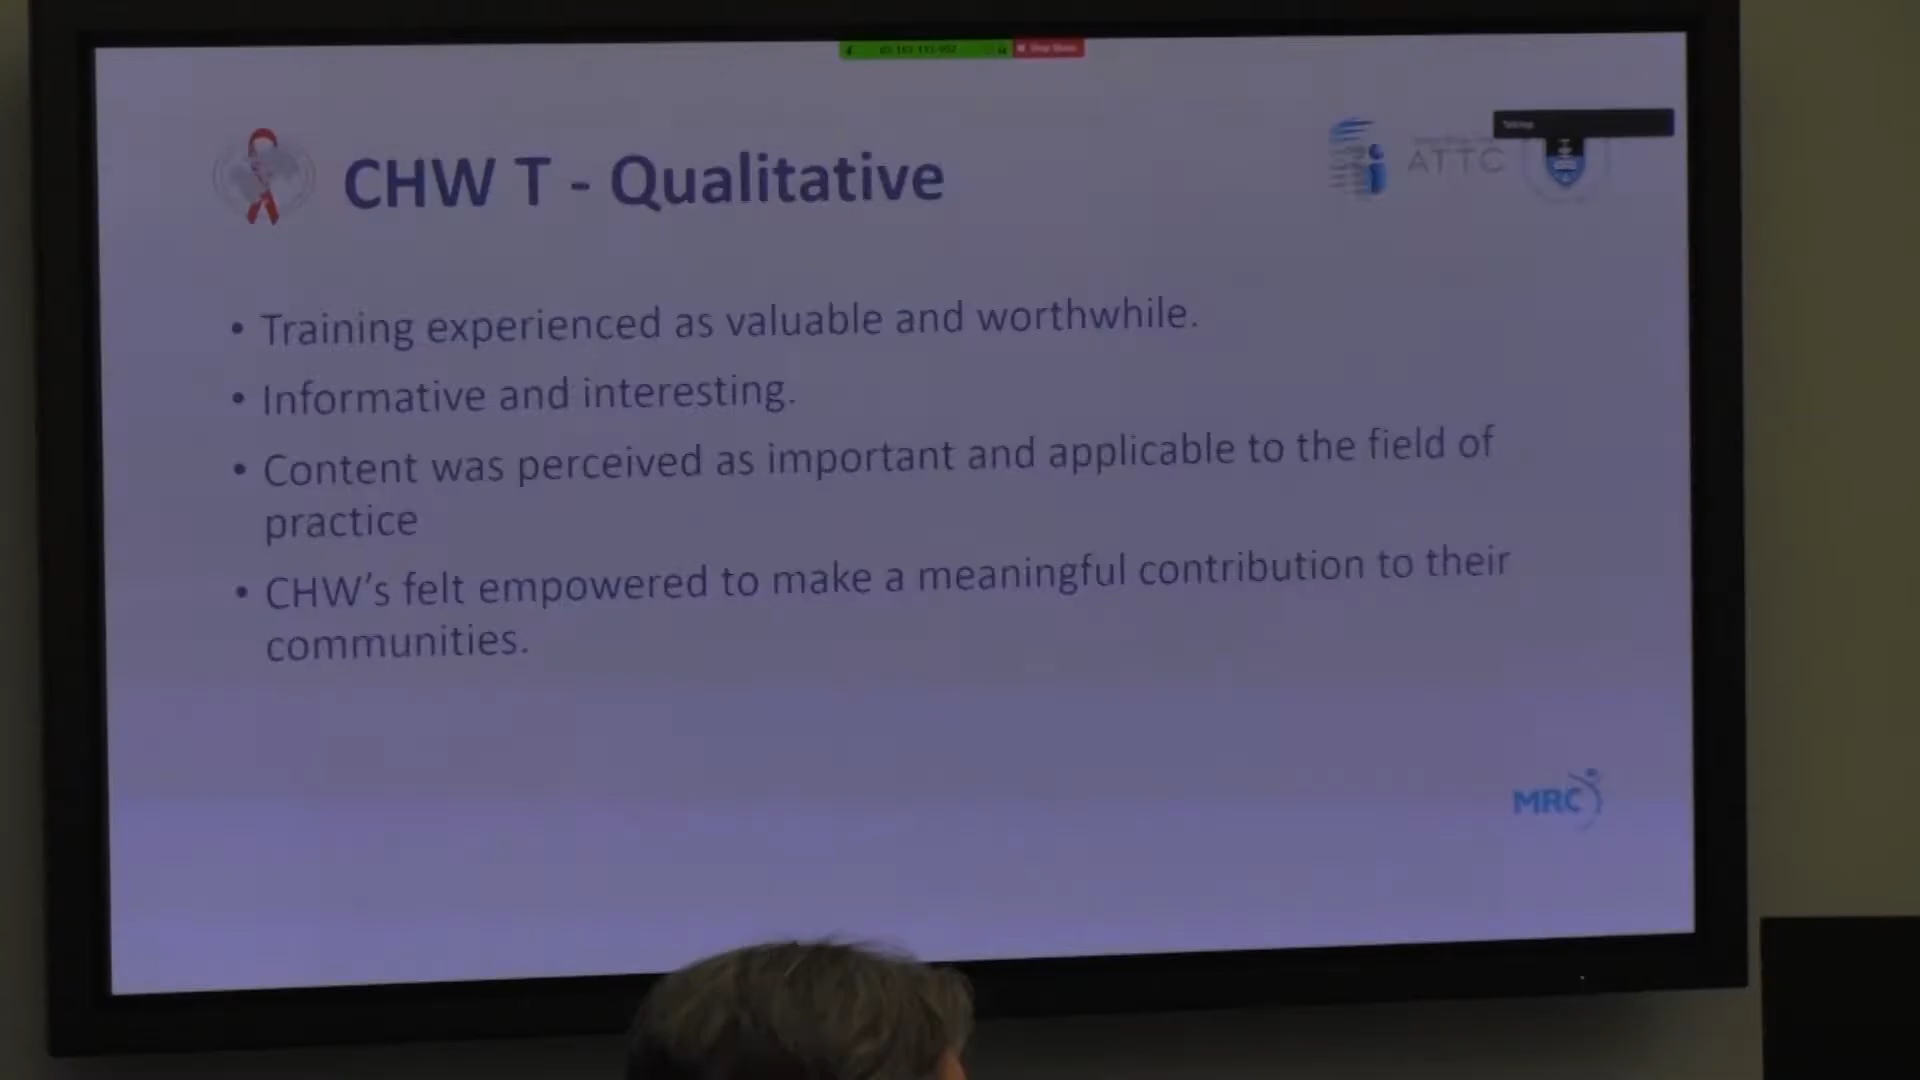 CHW T - Qualitative
ATTC
• Training experienced as valuable and worthwhile.
• Informative and interesting.
• Content was perceived as important and applicable to the field of
practice
• CHW's felt empowered to make a meaningful contribution to their
communities.
MRC